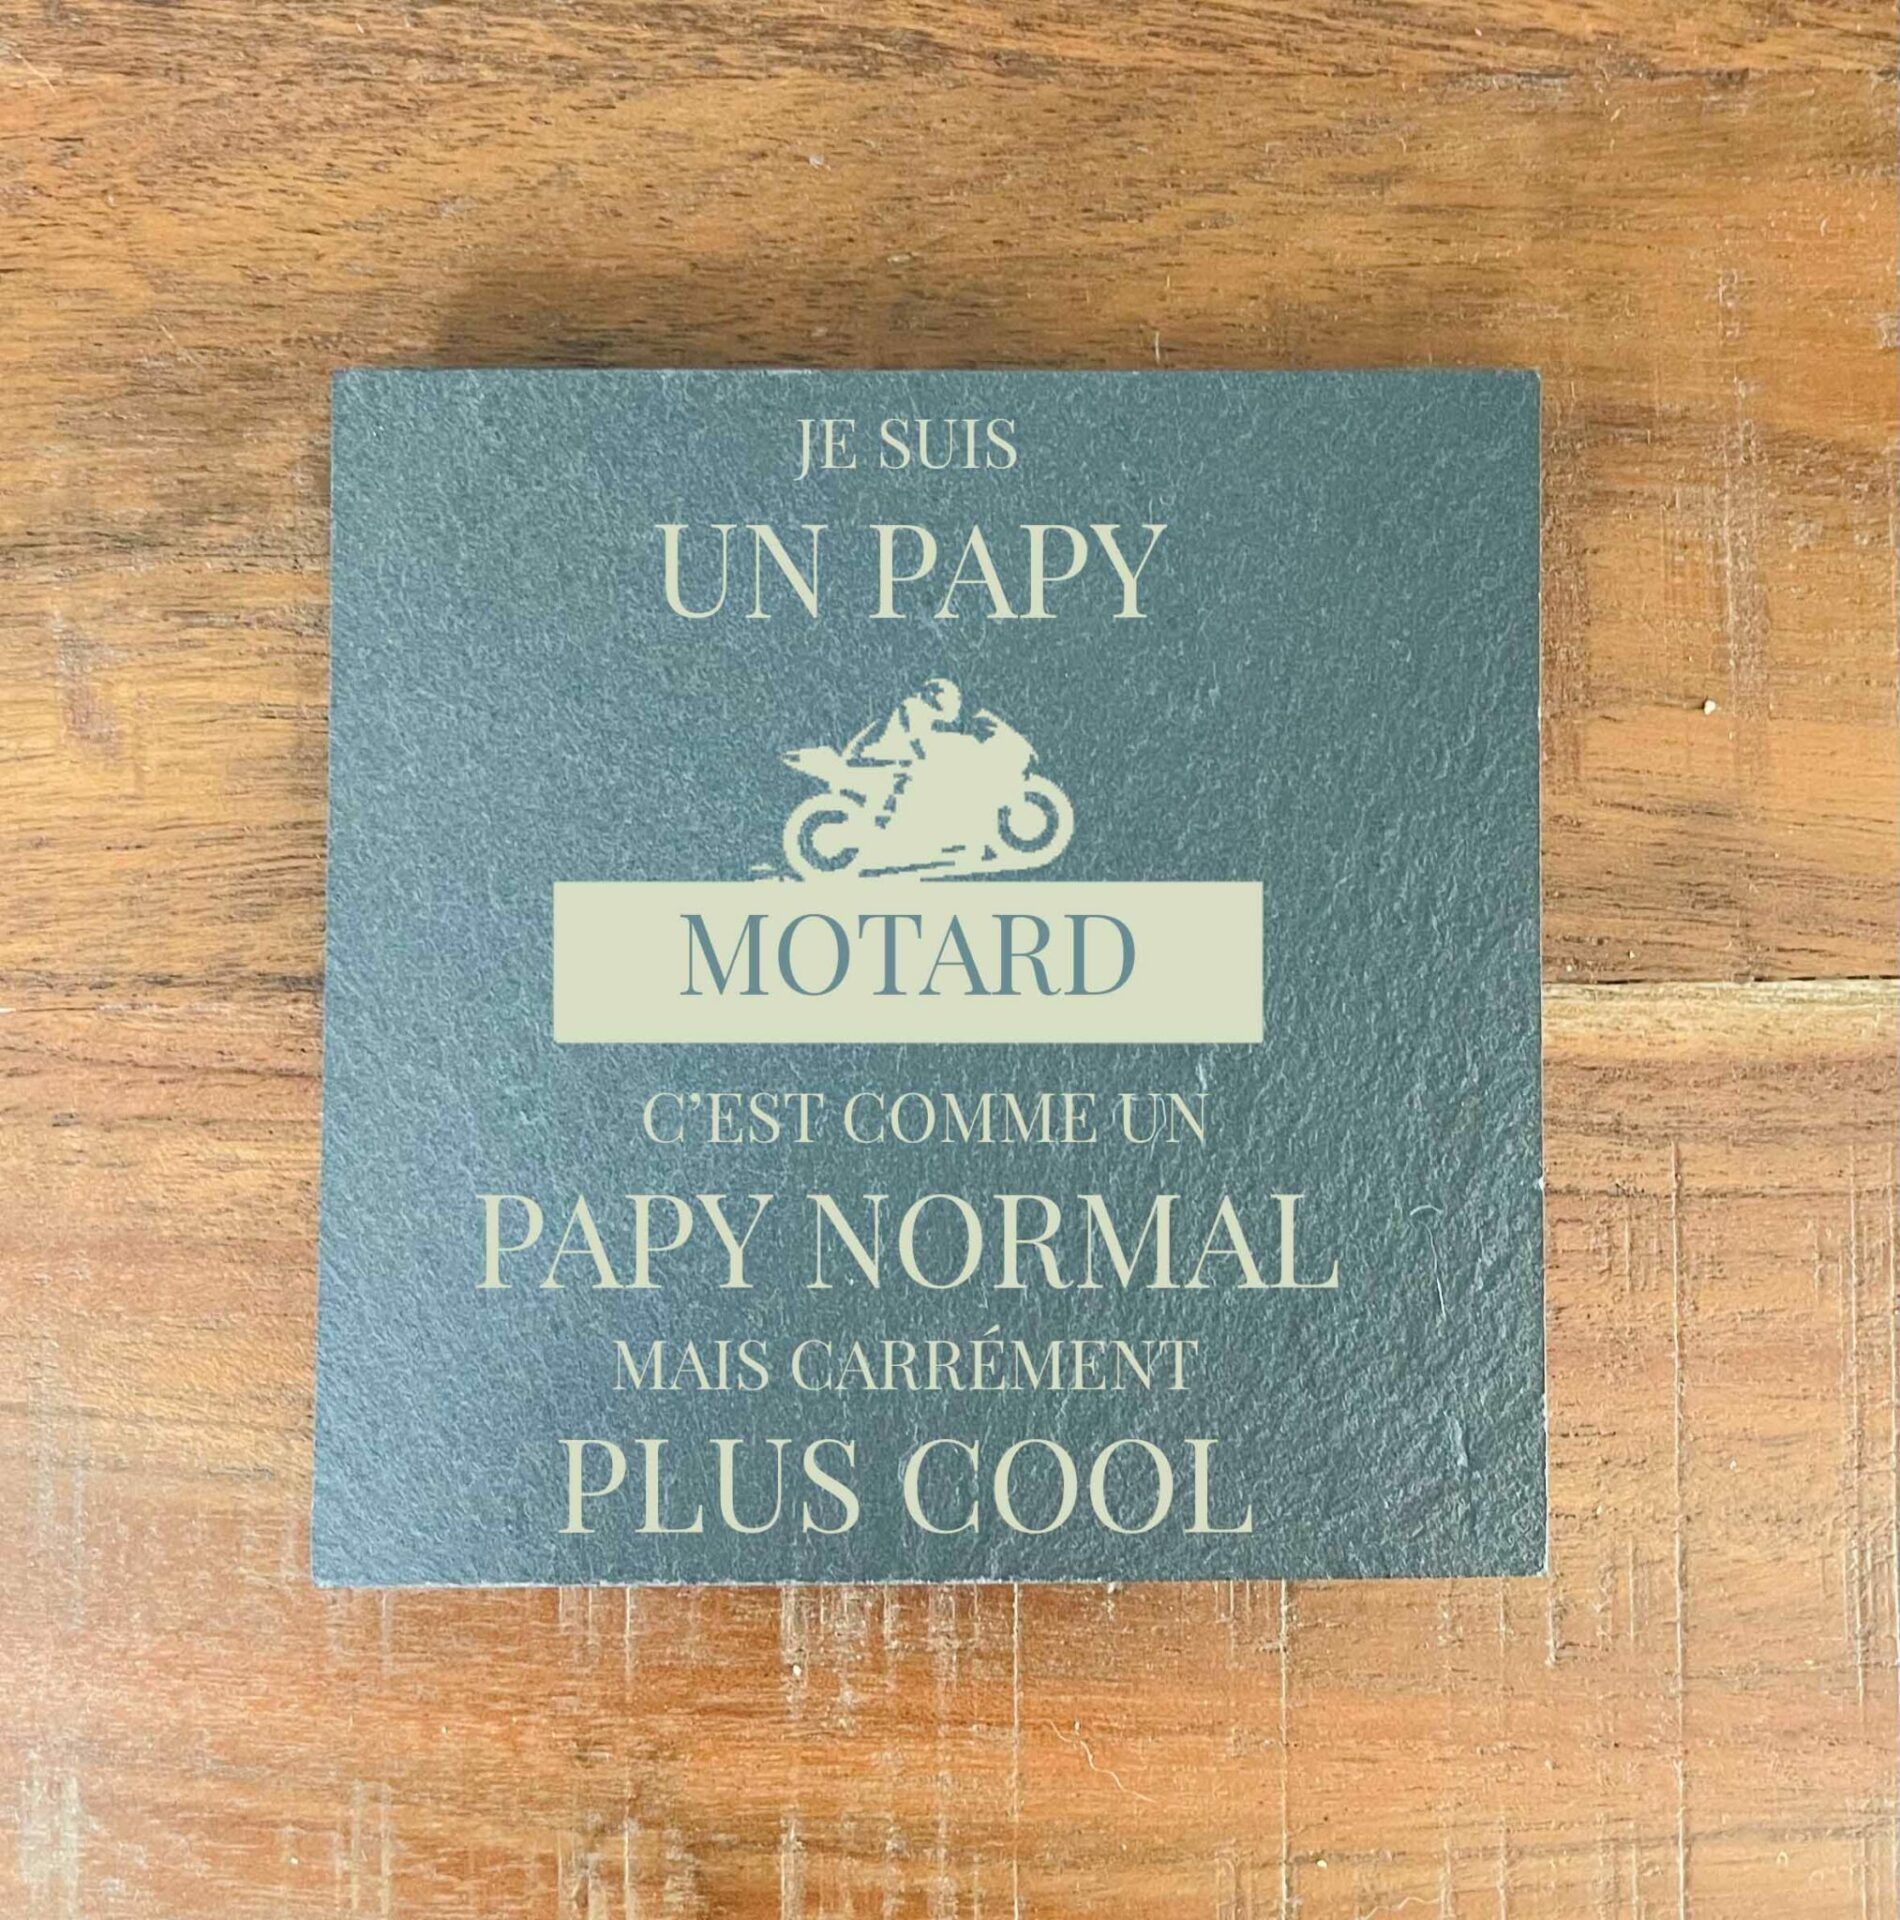 JE SUIS
UN PAPY
MOTARD
C’EST COMME UN
PAPY NORMAL
MAIS CARRÉMENT
PLUS COOL